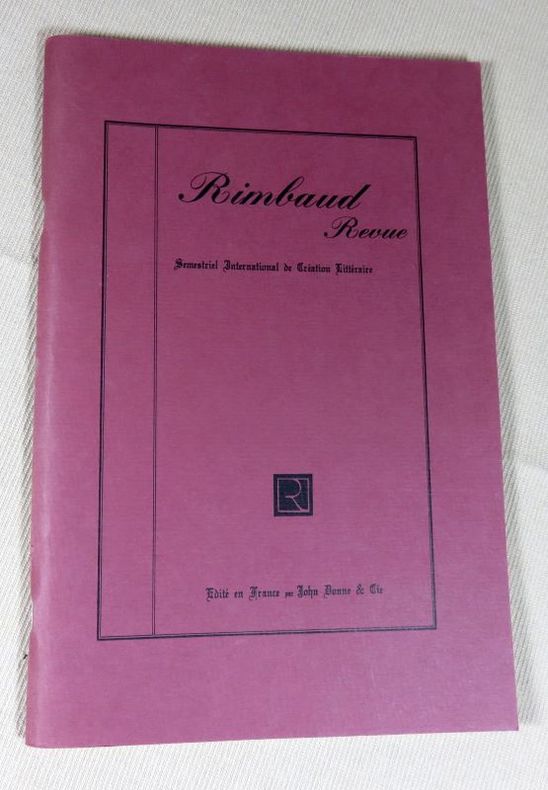 Rimbaud
Revue
Semestriel International de Création Littéraire
R
Edité en France par John Donne & Cie